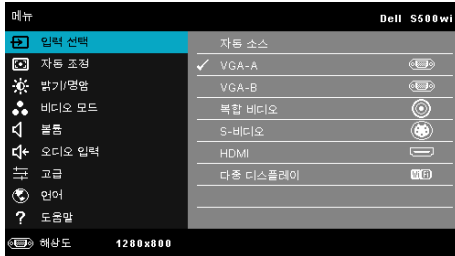 메뉴
Dell S500wi
입력 선택
자동 조정
밝기/명암
비디오 모드
볼륨
오디오 입력
고급
언어
도움말
자동 소스
VGA-A
VGA-B
복합 비디오
S-비디오
HDMI
다중 디스플레이
해상도 1280x800